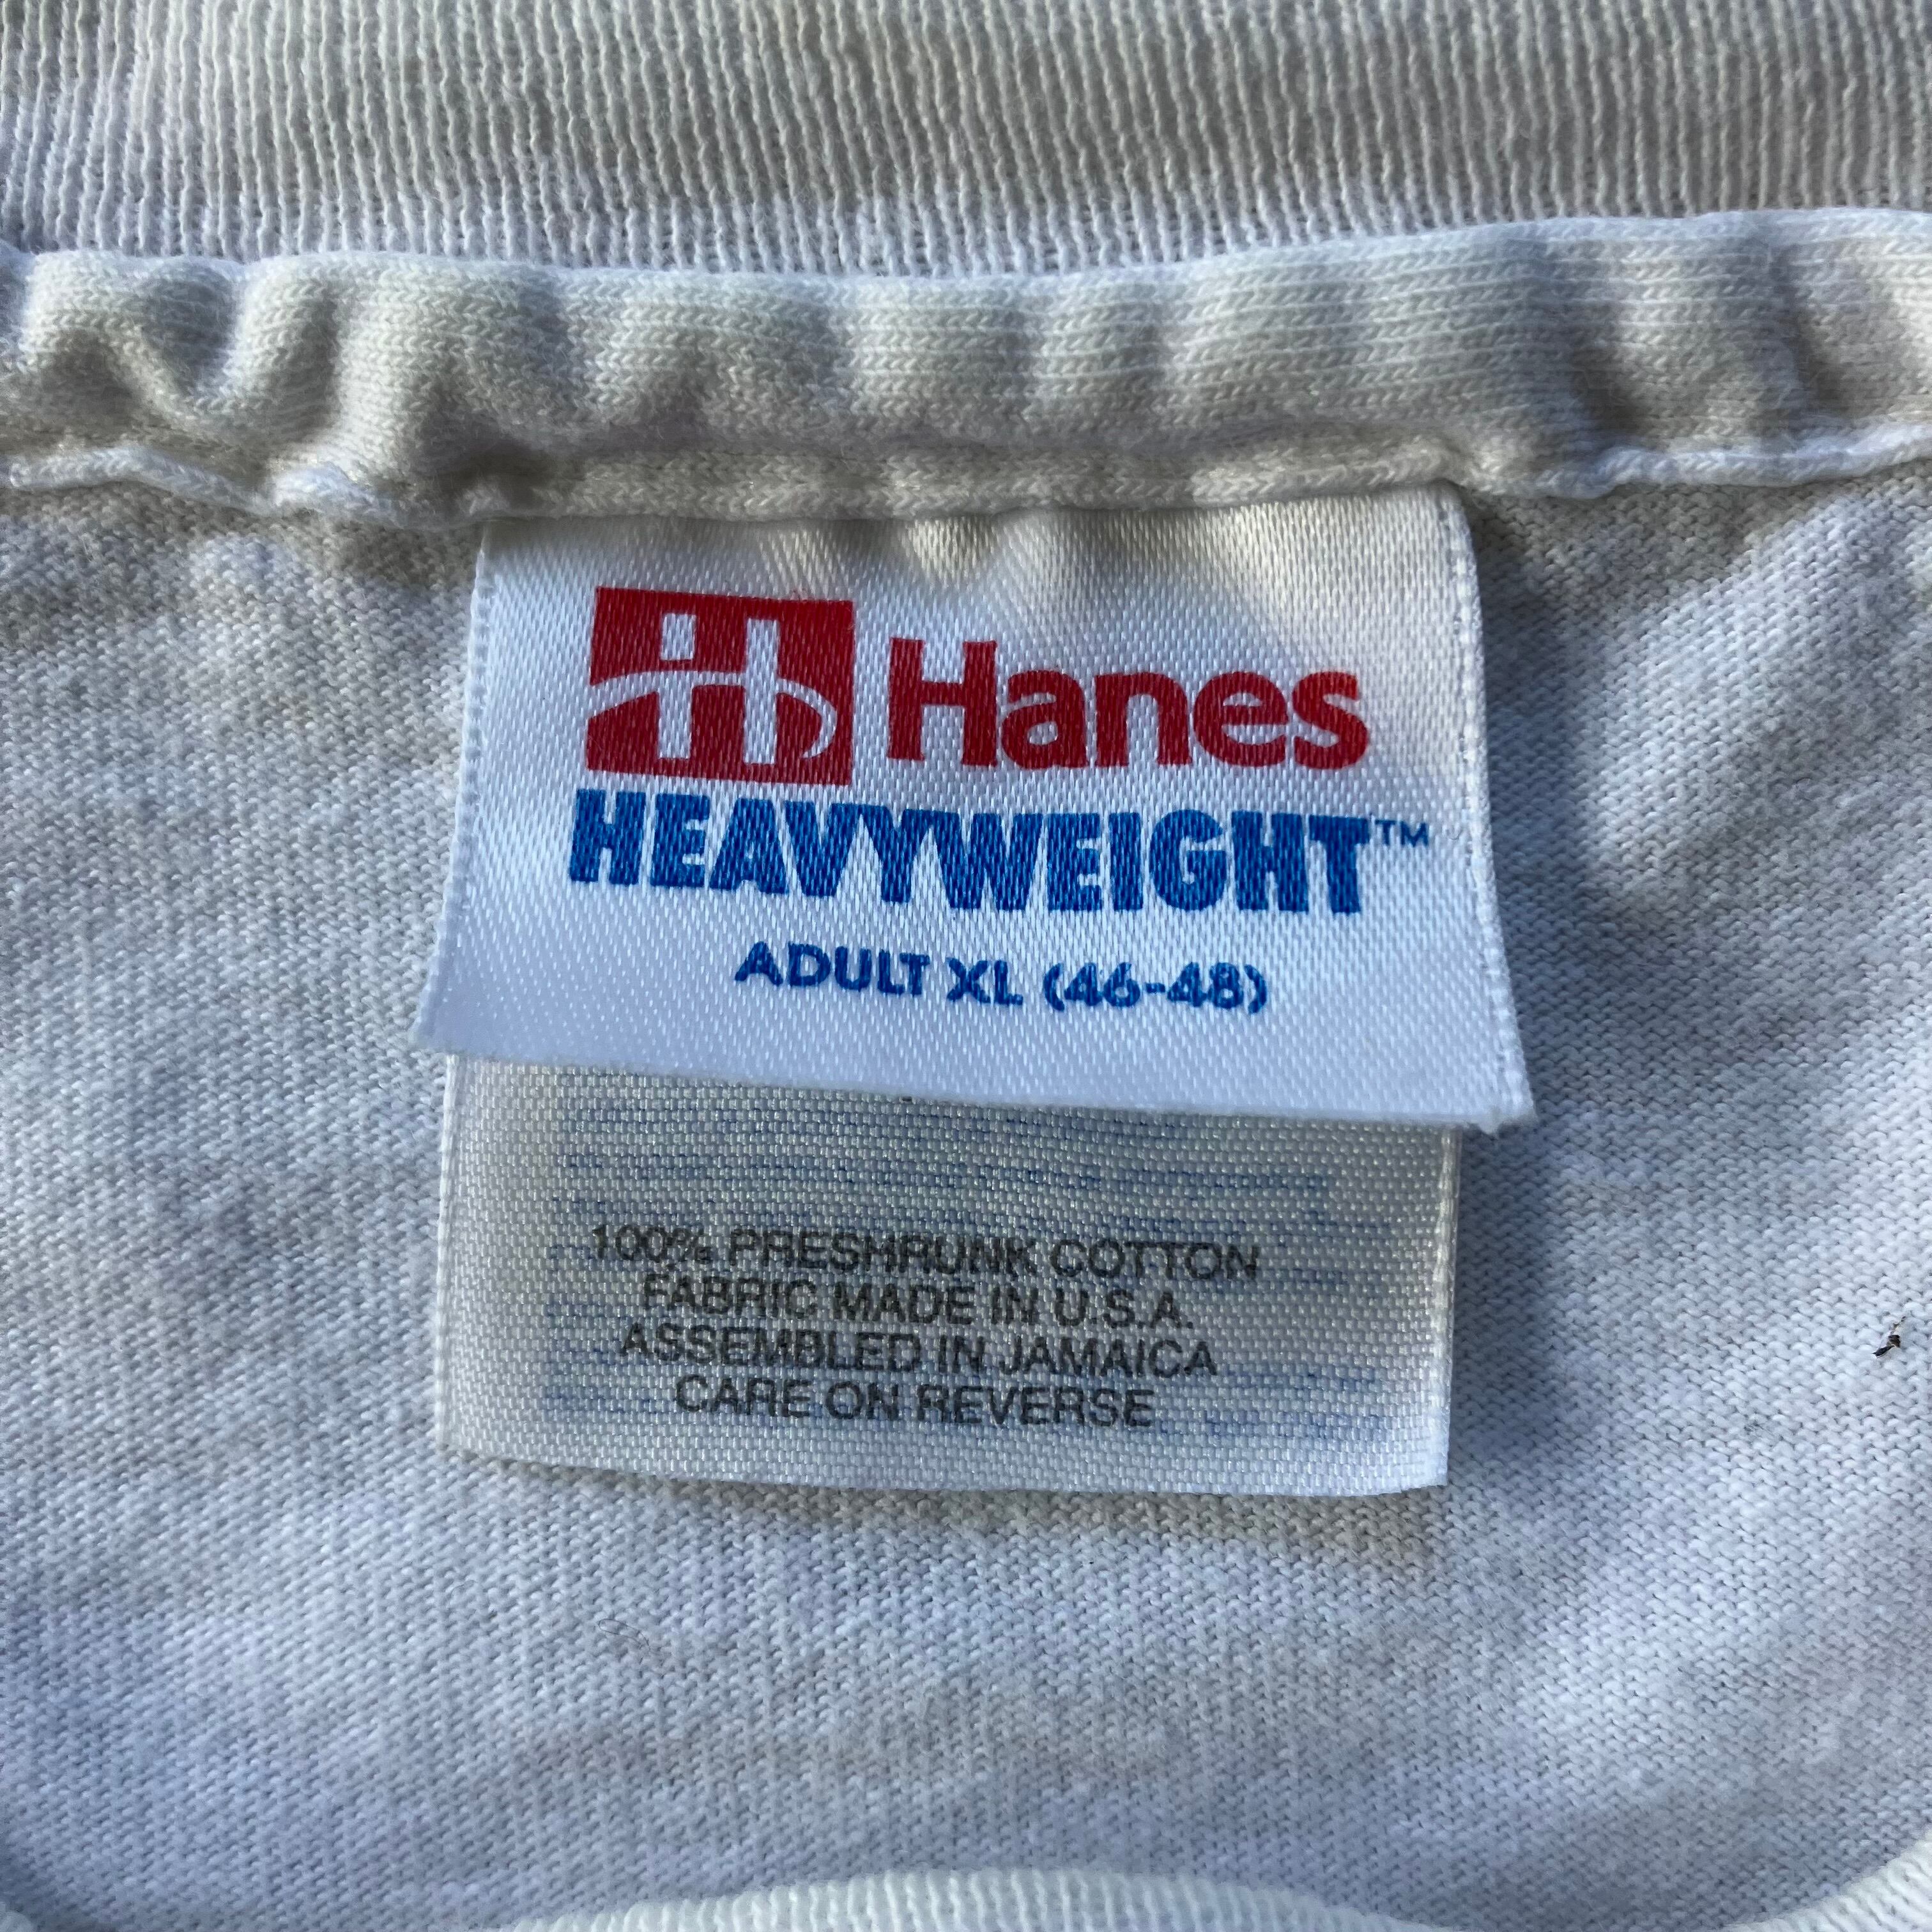 Hanes
HEAVYWEIGHT™
ADULT XL (46-48)
100% PRESHRUNK COTTON
FABRIC MADE IN U.S.A.
ASSEMBLED IN JAMAICA
CARE ON REVERSE